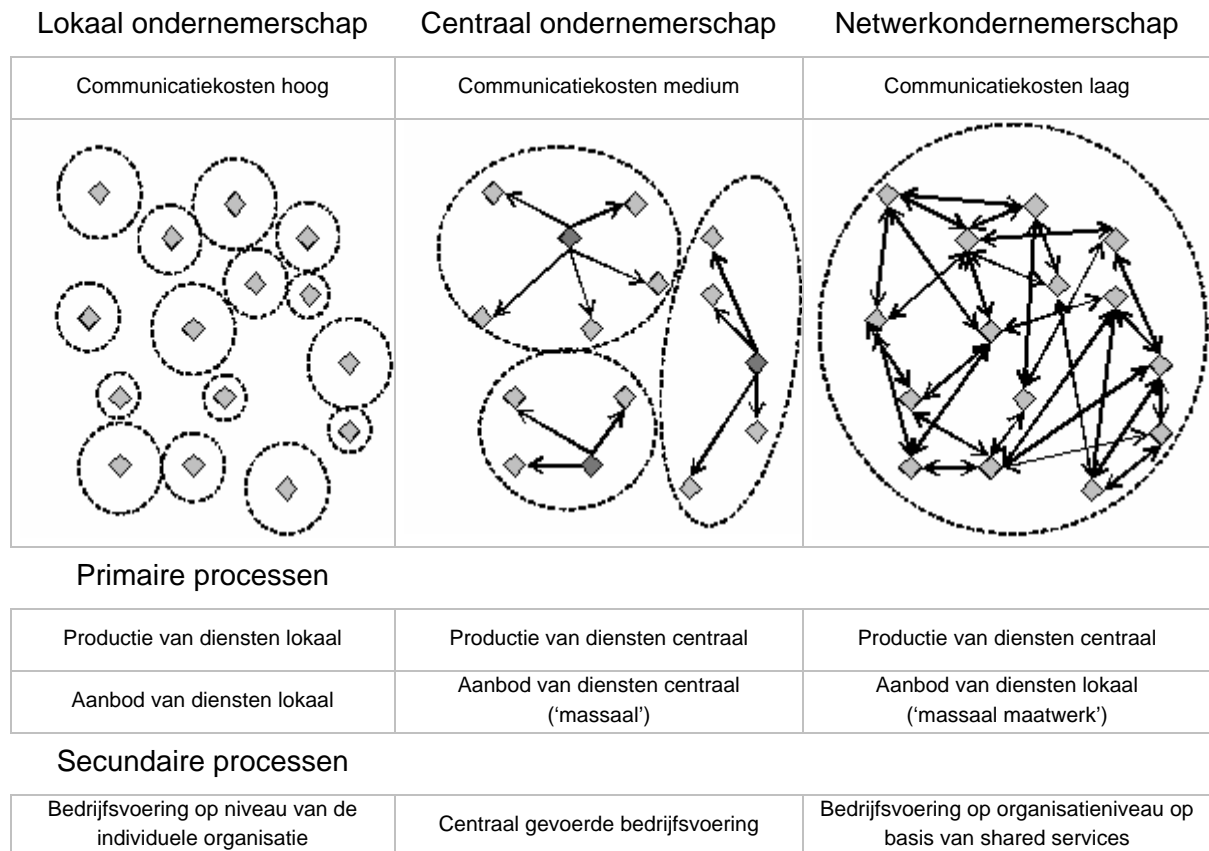 Lokaal ondernemerschap
Centraal ondernemerschap
Netwerkondernemerschap
Communicatiekosten hoog
Communicatiekosten medium
Communicatiekosten laag
Primaire processen
Productie van diensten lokaal
Productie van diensten centraal
Productie van diensten centraal
Aanbod van diensten lokaal
Aanbod van diensten centraal
(‘massaal’)
Aanbod van diensten lokaal
(‘massaal maatwerk’)
Secundaire processen
Bedrijfsvoering op niveau van de
individuele organisatie
Centraal gevoerde bedrijfsvoering
Bedrijfsvoering op organisatieniveau op
basis van shared services